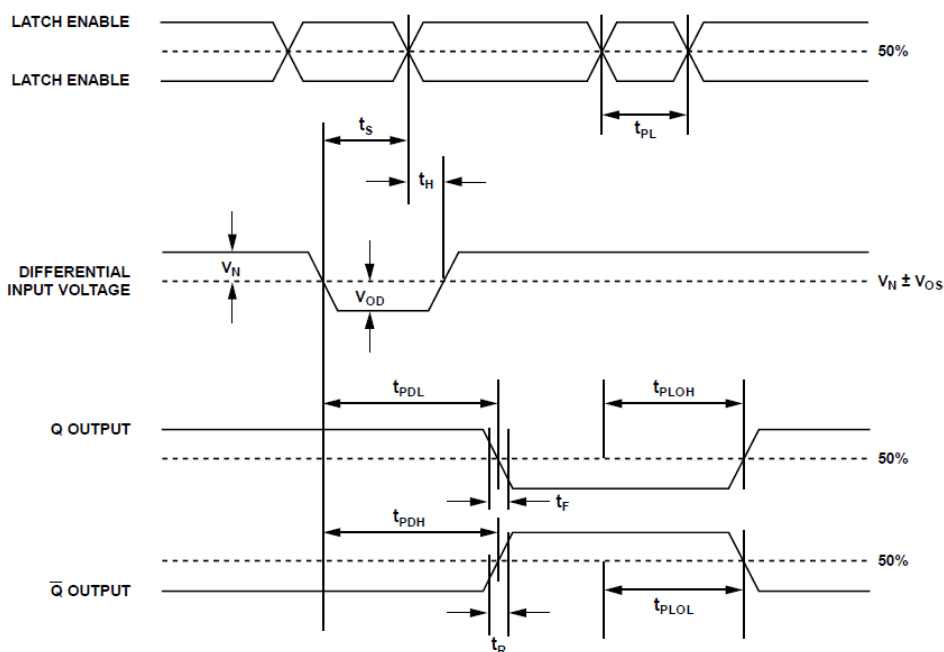 LATCH ENABLE
50%
LATCH ENABLE
tS
tPL
tH
VN
DIFFERENTIAL
INPUT VOLTAGE
VN ± VOS
VOD
tPDL
tPLOH
Q OUTPUT
50%
tF
tPDH
50%
Q̅ OUTPUT
tPLOL